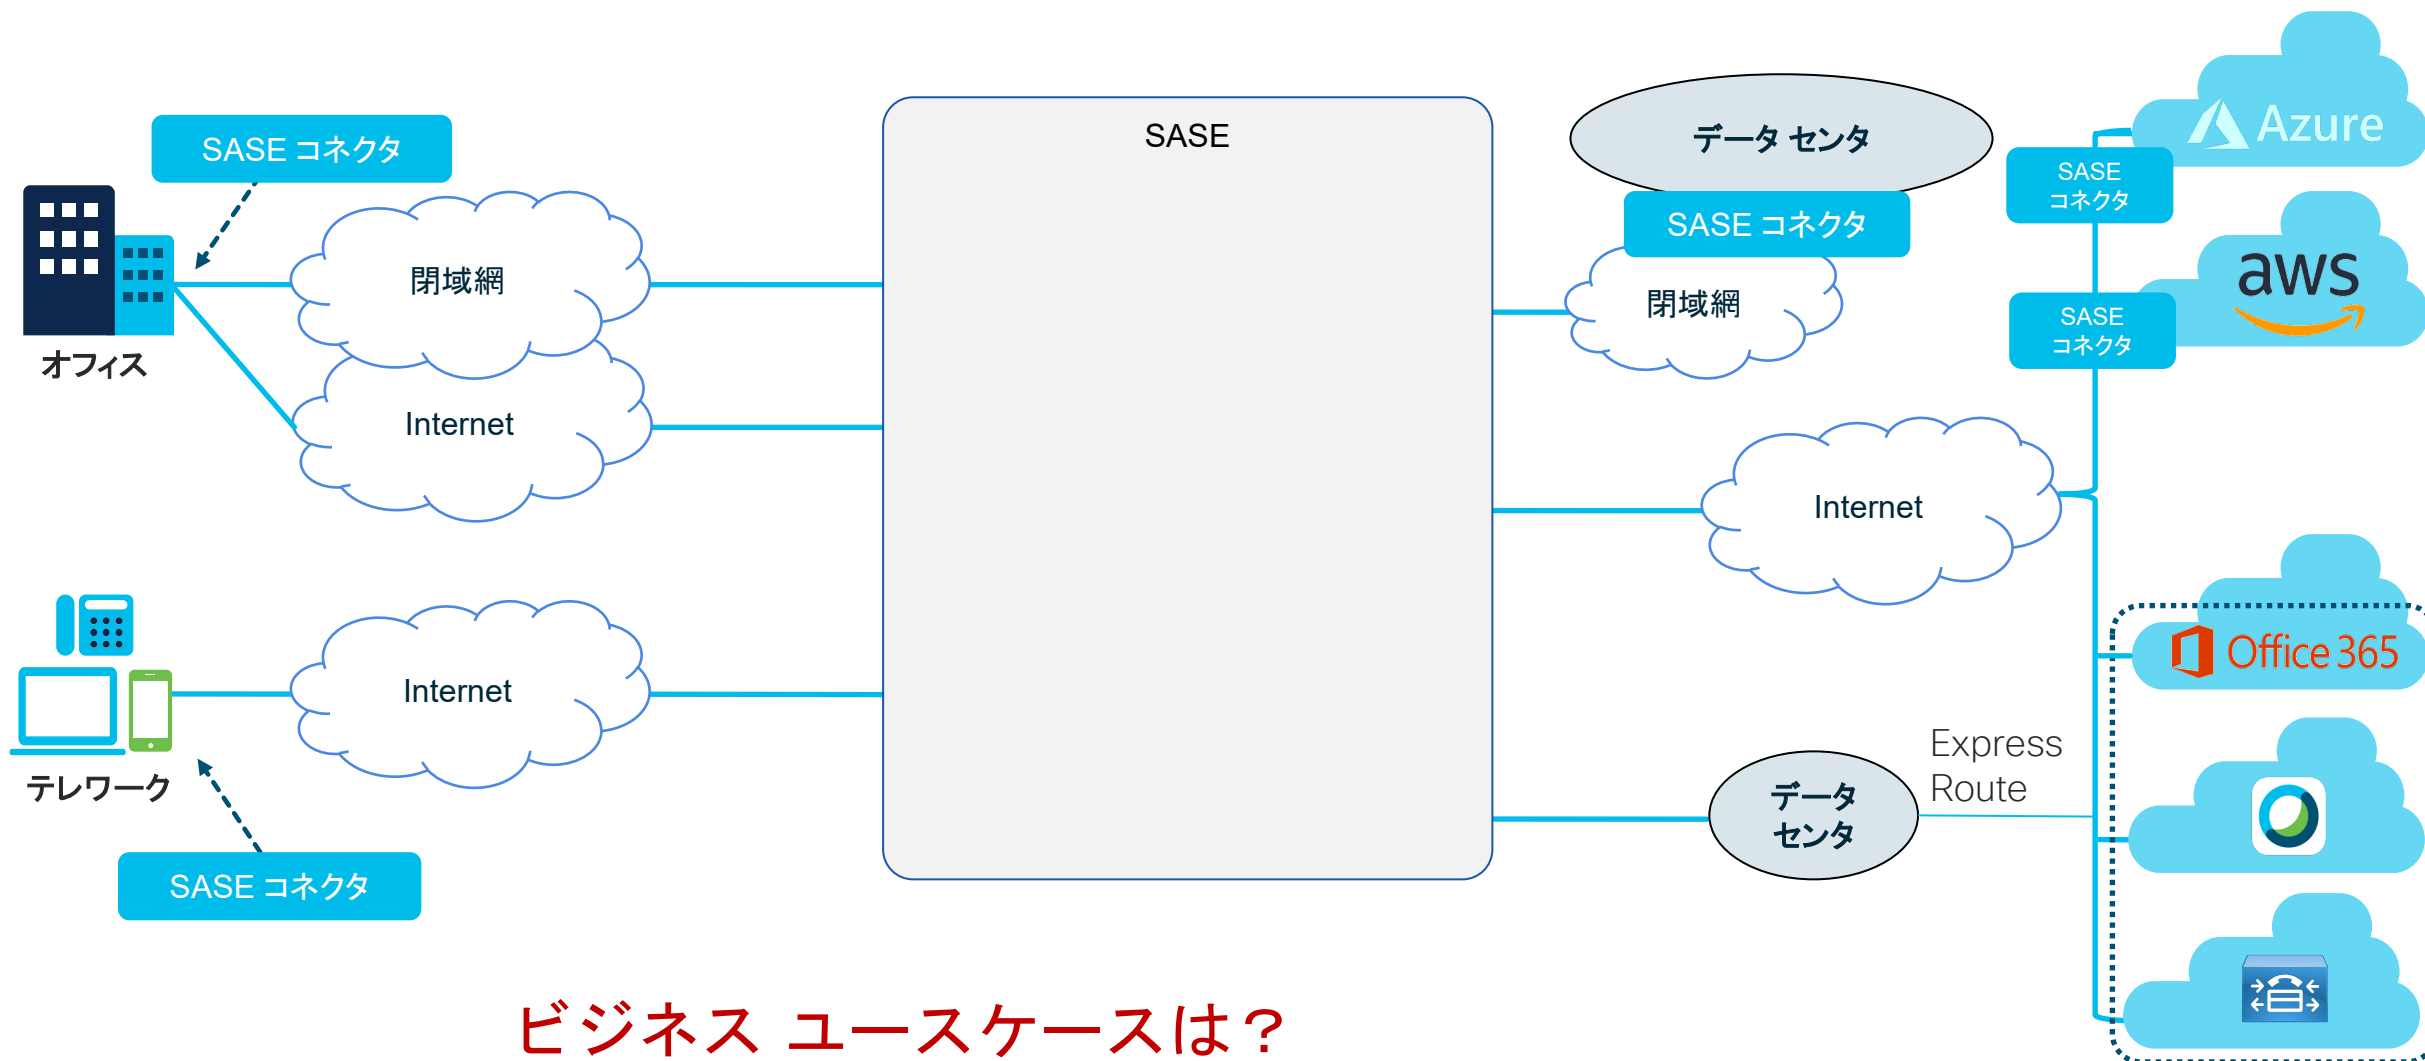 SASE コネクタ
オフィス
閉域網
Internet
テレワーク
Internet
SASE コネクタ
SASE
データ センタ
SASE コネクタ
閉域網
Internet
データ
センタ
Express
Route
Azure
SASE
コネクタ
aws
SASE
コネクタ
Office 365
ビジネス ユースケースは？